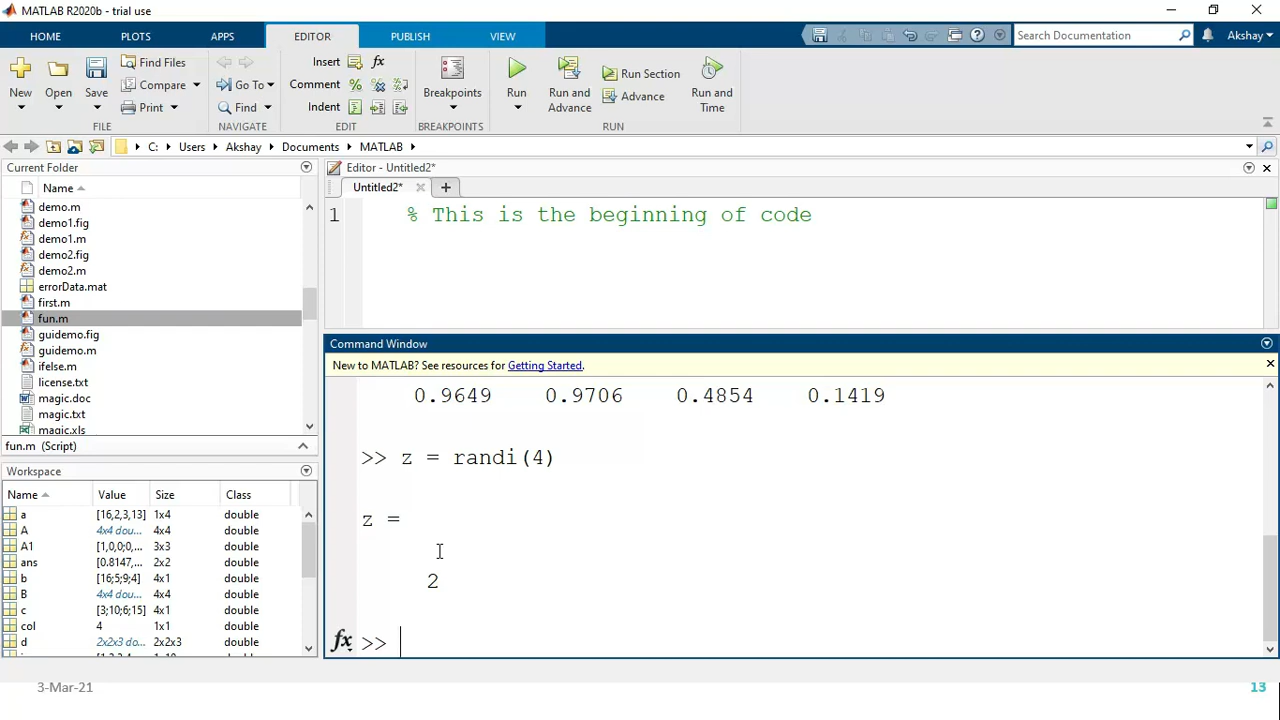 MATLAB R2020b - trial use
HOME PLOTS APPS EDITOR PUBLISH VIEW Search Documentation Akshay
New Open Save Find Files Compare Print
Go To Find
Insert fx Comment Indent
Breakpoints
Run Run and Advance Run Section Advance Run and Time
FILE NAVIGATE EDIT BREAKPOINTS RUN
C: Users Akshay Documents MATLAB
Current Folder
Name
demo.m
demo1.fig
demo1.m
demo2.fig
demo2.m
errorData.mat
first.m
fun.m
guidemo.fig
guidemo.m
ifelse.m
license.txt
magic.doc
magic.txt
magic.xls
fun.m (Script)
Workspace
Name Value Size Class
a [16,2,3,13] 1x4 double
A 4x4 dou... 4x4 double
A1 [1,0,0;0,... 3x3 double
ans [0.8147,... 2x2 double
b [16;5;9;4] 4x1 double
B 4x4 dou... 4x4 double
c [3;10;6;15] 4x1 double
col 4 1x1 double
d 2x2x3 do... 2x2x3 double
Editor - Untitled2*
Untitled2* +
1 % This is the beginning of code
Command Window
New to MATLAB? See resources for Getting Started.
0.9649 0.9706 0.4854 0.1419
>> z = randi(4)
z =
2
fx >>
3-Mar-21
13